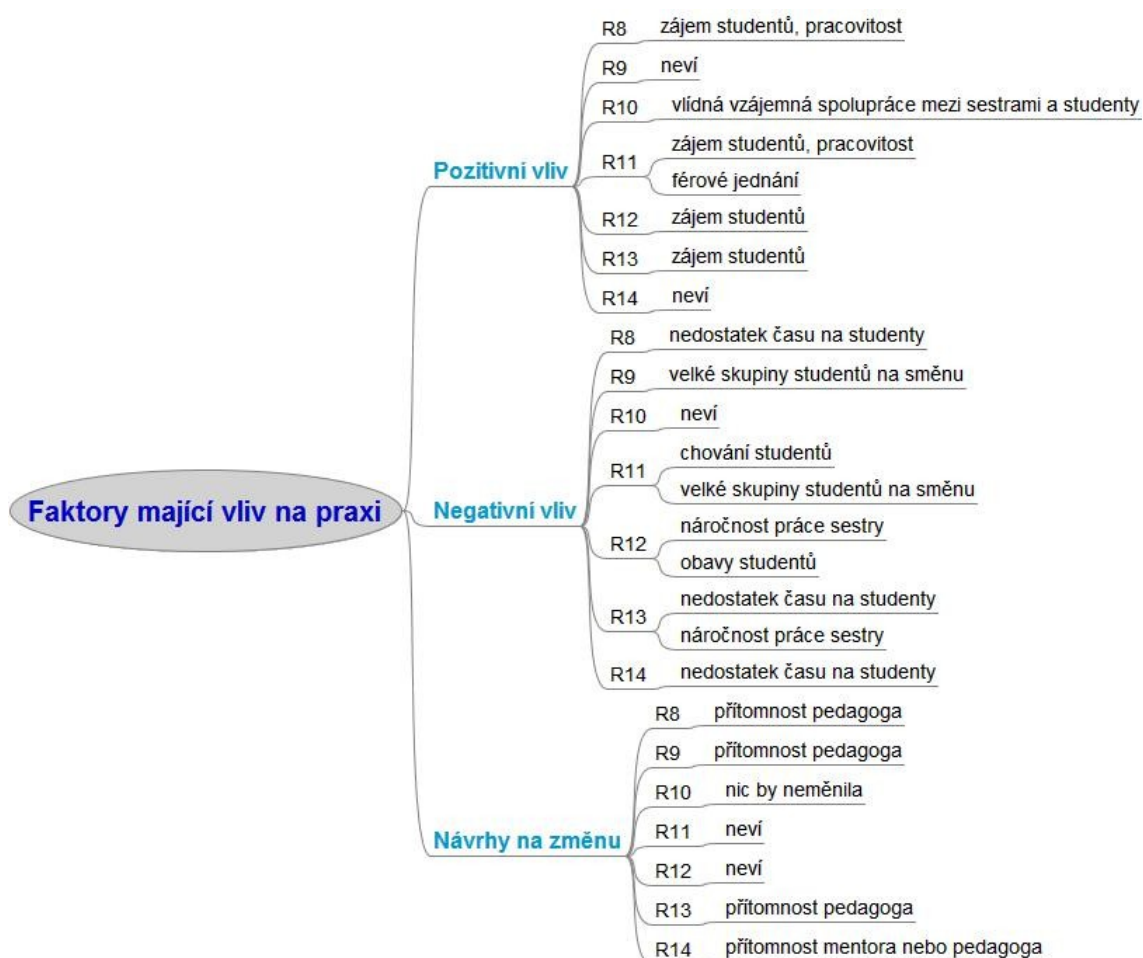 Faktory mající vliv na praxi
Pozitivní vliv
R8 zájem studentů, pracovitost
R9 neví
R10 vlídná vzájemná spolupráce mezi sestrami a studenty
R11 zájem studentů, pracovitost
férové jednání
R12 zájem studentů
R13 zájem studentů
R14 neví
Negativní vliv
R8 nedostatek času na studenty
R9 velké skupiny studentů na směnu
R10 neví
R11 chování studentů
velké skupiny studentů na směnu
R12 náročnost práce sestry
obavy studentů
R13 nedostatek času na studenty
náročnost práce sestry
R14 nedostatek času na studenty
Návrhy na změnu
R8 přítomnost pedagoga
R9 přítomnost pedagoga
R10 nic by neměnila
R11 neví
R12 neví
R13 přítomnost pedagoga
R14 přítomnost mentora nebo pedagoga